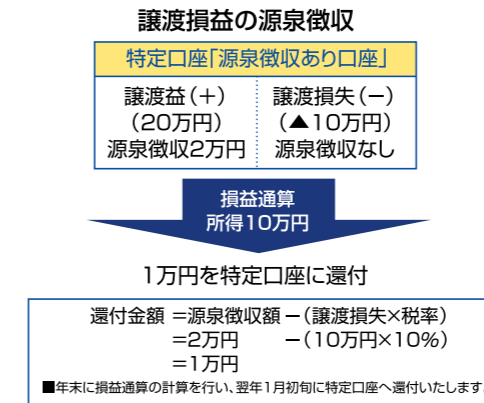 譲渡損益の源泉徴収
特定口座「源泉徴収あり口座」
譲渡益(+)
(20万円)
源泉徴収2万円
譲渡損失(−)
(▲10万円)
源泉徴収なし
損益通算
所得10万円
1万円を特定口座に還付
還付金額 =源泉徴収額−(譲渡損失×税率)
=2万円 −(10万円×10%)
=1万円
■年末に損益通算の計算を行い、翌年1月初旬に特定口座へ還付いたします